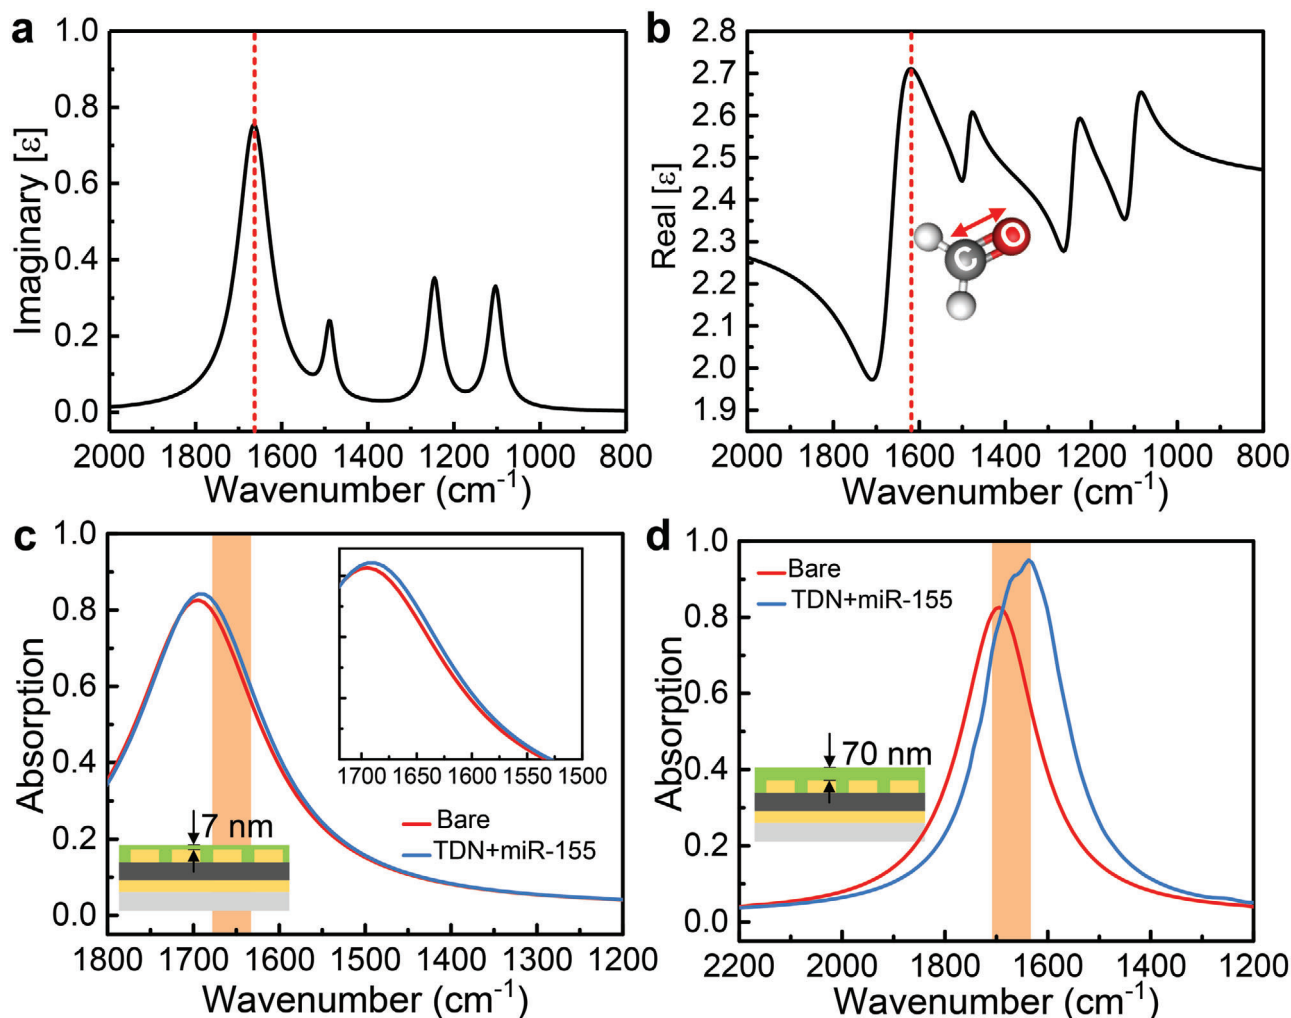 a
1.0
0.8
0.6
0.4
0.2
0.0
Imaginary [ε]
2000 1800 1600 1400 1200 1000 800
Wavenumber (cm⁻¹)
b
2.8
2.7
2.6
2.5
2.4
2.3
2.2
2.1
2.0
1.9
Real [ε]
C O
2000 1800 1600 1400 1200 1000 800
Wavenumber (cm⁻¹)
c
1.0
0.8
0.6
0.4
0.2
0.0
Absorption
1700 1650 1600 1550 1500
Bare
TDN+miR-155
7 nm
1800 1700 1600 1500 1400 1300 1200
Wavenumber (cm⁻¹)
d
1.0
0.8
0.6
0.4
0.2
0.0
Absorption
Bare
TDN+miR-155
70 nm
2200 2000 1800 1600 1400 1200
Wavenumber (cm⁻¹)